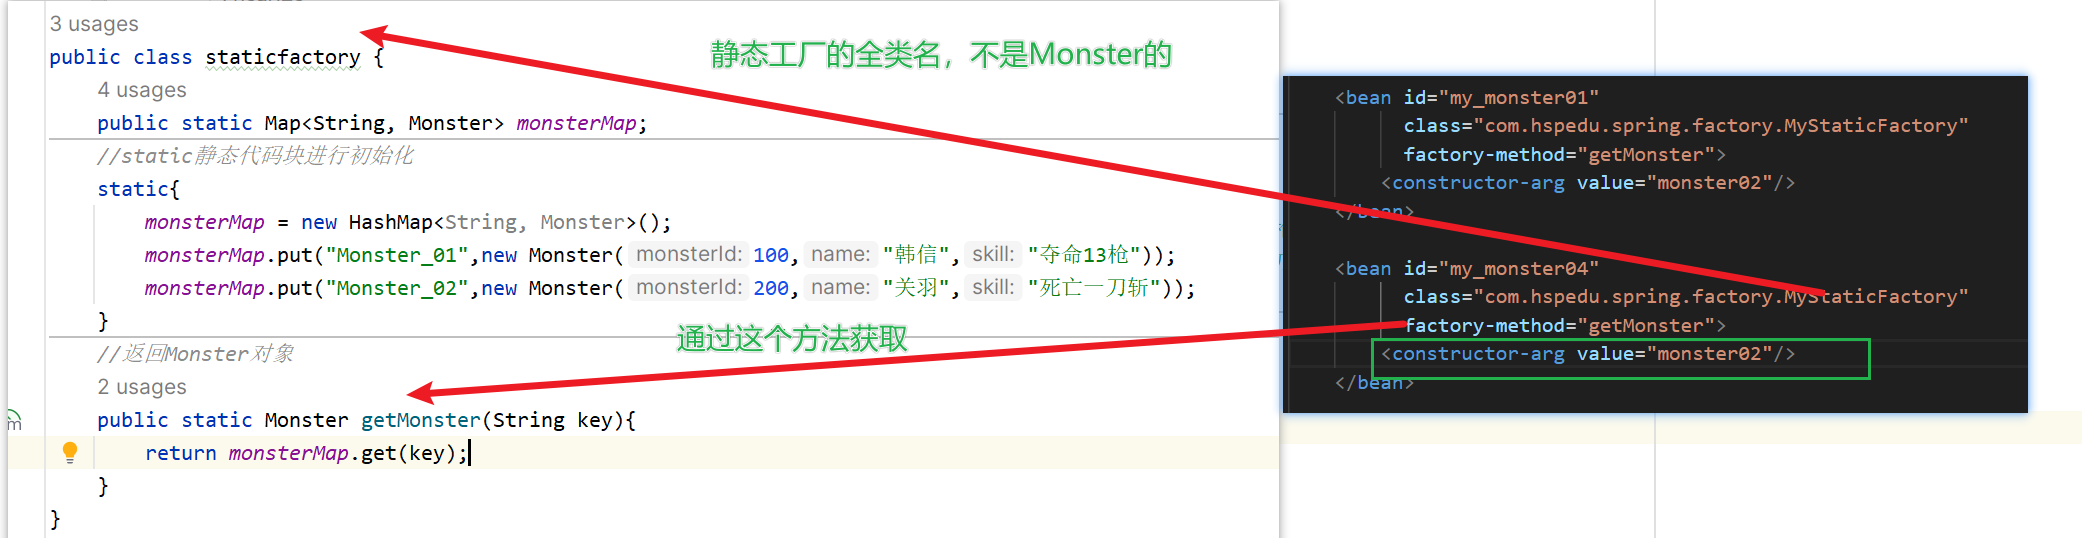 3 usages
public class staticfactory {
4 usages
public static Map<String, Monster> monsterMap;
//static静态代码块进行初始化
static{
monsterMap = new HashMap<String, Monster>();
monsterMap.put("Monster_01",new Monster( monsterId: 100, name: "韩信", skill: "夺命13枪"));
monsterMap.put("Monster_02",new Monster( monsterId: 200, name: "关羽", skill: "死亡一刀斩"));
}
//返回Monster对象
2 usages
public static Monster getMonster(String key){
return monsterMap.get(key);
}
}
静态工厂的全类名，不是Monster的
通过这个方法获取
<bean id="my_monster01"
class="com.hspedu.spring.factory.MyStaticFactory"
factory-method="getMonster">
<constructor-arg value="monster02"/>
</bean>
<bean id="my_monster04"
class="com.hspedu.spring.factory.MyStaticFactory"
factory-method="getMonster">
<constructor-arg value="monster02"/>
</bean>